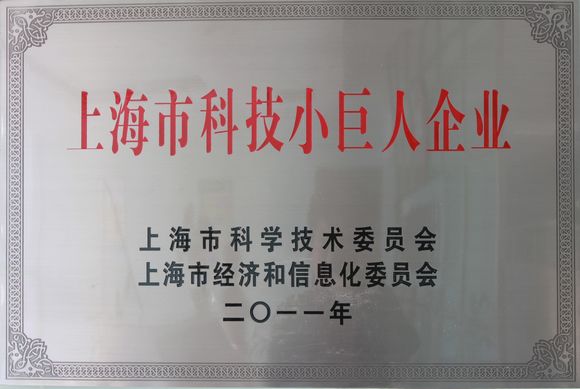 上海市科技小巨人企业
上海市科学技术委员会
上海市经济和信息化委员会
二〇一一年